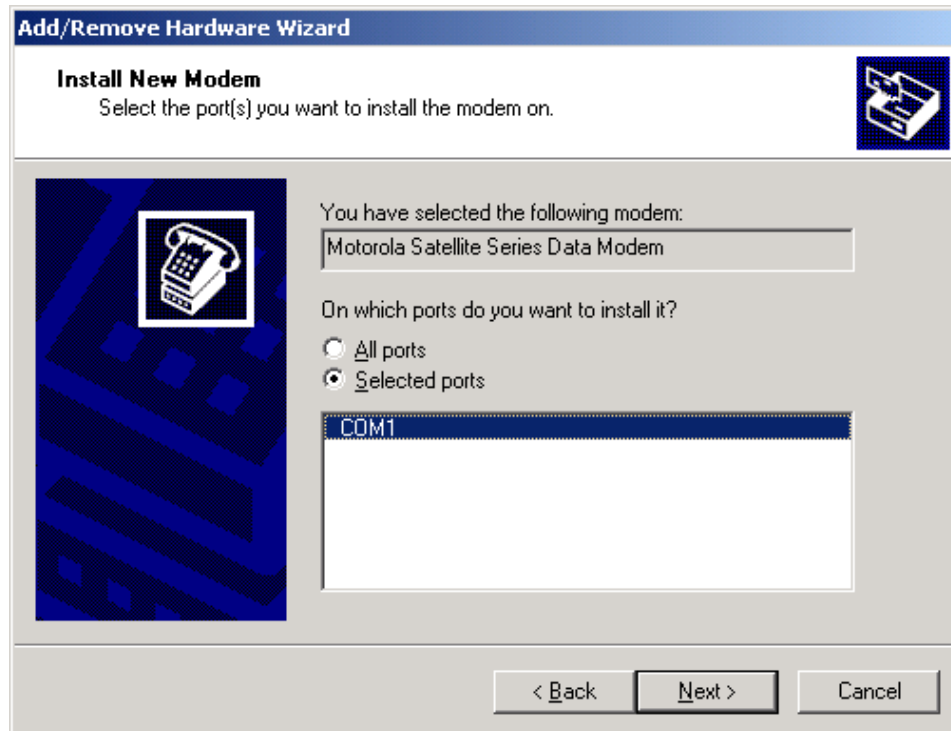 Add/Remove Hardware Wizard
Install New Modem
Select the port(s) you want to install the modem on.
You have selected the following modem:
Motorola Satellite Series Data Modem
On which ports do you want to install it?
All ports
Selected ports
COM1
< Back Next > Cancel